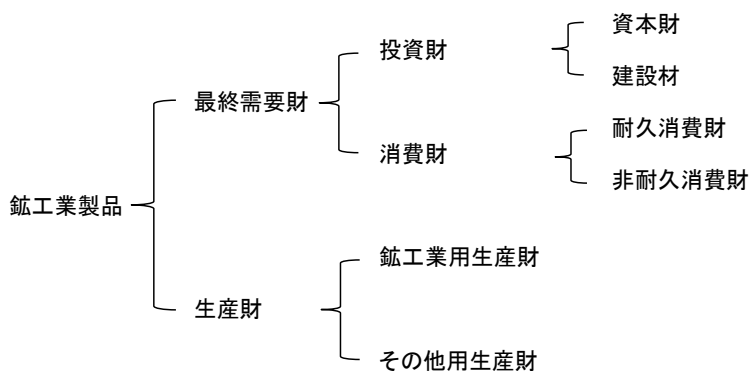 鉱工業製品
最終需要財
投資財
資本財
建設材
消費財
耐久消費財
非耐久消費財
生産財
鉱工業用生産財
その他用生産財